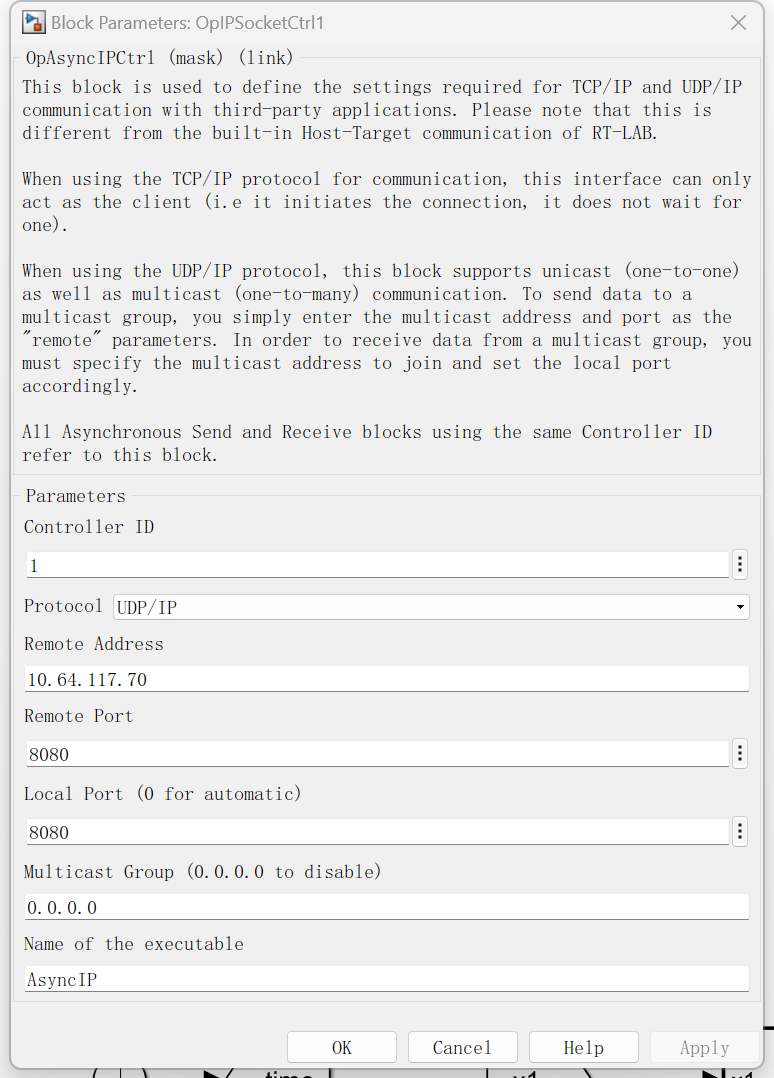 Block Parameters: OpIPSocketCtrl1
OpAsyncIPCtrl (mask) (link)
This block is used to define the settings required for TCP/IP and UDP/IP
communication with third-party applications. Please note that this is
different from the built-in Host-Target communication of RT-LAB.
When using the TCP/IP protocol for communication, this interface can only
act as the client (i.e it initiates the connection, it does not wait for
one).
When using the UDP/IP protocol, this block supports unicast (one-to-one)
as well as multicast (one-to-many) communication. To send data to a
multicast group, you simply enter the multicast address and port as the
"remote" parameters. In order to receive data from a multicast group, you
must specify the multicast address to join and set the local port
accordingly.
All Asynchronous Send and Receive blocks using the same Controller ID
refer to this block.
Parameters
Controller ID
1
Protocol UDP/IP
Remote Address
10.64.117.70
Remote Port
8080
Local Port (0 for automatic)
8080
Multicast Group (0.0.0.0 to disable)
0.0.0.0
Name of the executable
AsyncIP
OK Cancel Help Apply